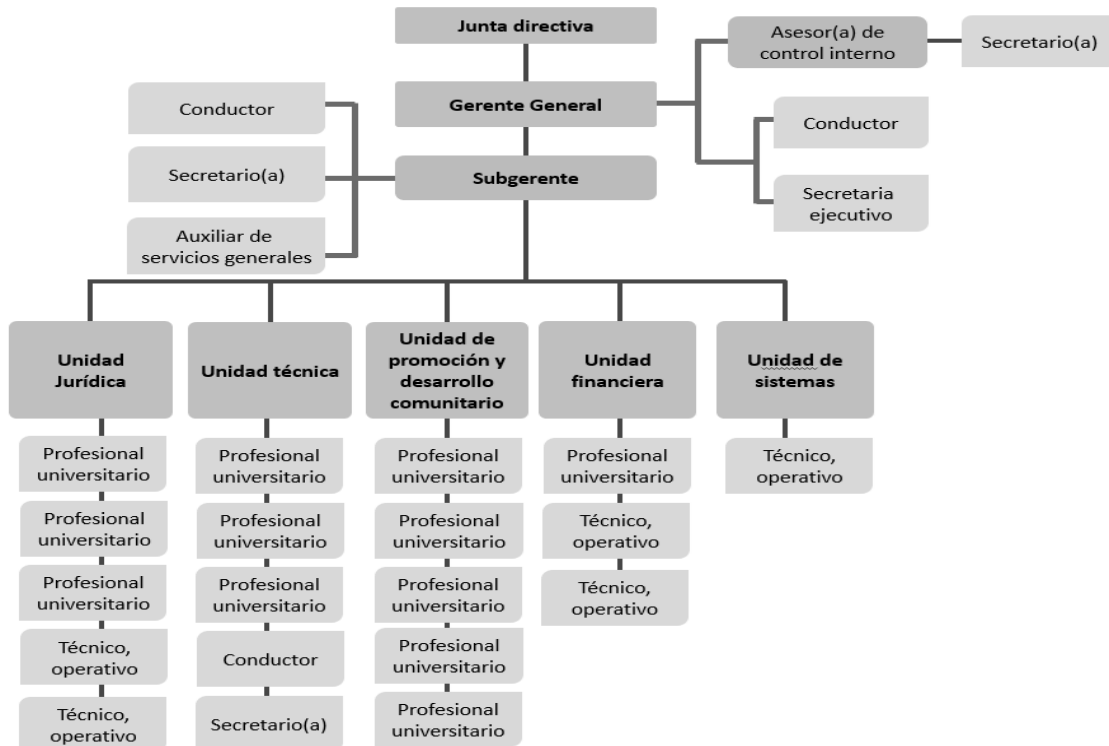 Junta directiva
Asesor(a) de
control interno
Secretario(a)
Gerente General
Conductor
Conductor
Secretario(a)
Subgerente
Secretaria
ejecutivo
Auxiliar de
servicios generales
Unidad
Jurídica
Profesional
universitario
Profesional
universitario
Profesional
universitario
Técnico,
operativo
Técnico,
operativo
Unidad técnica
Profesional
universitario
Profesional
universitario
Profesional
universitario
Conductor
Secretario(a)
Unidad de
promoción y
desarrollo
comunitario
Profesional
universitario
Profesional
universitario
Profesional
universitario
Profesional
universitario
Profesional
universitario
Unidad
financiera
Profesional
universitario
Técnico,
operativo
Técnico,
operativo
Unidad de
sistemas
Técnico,
operativo